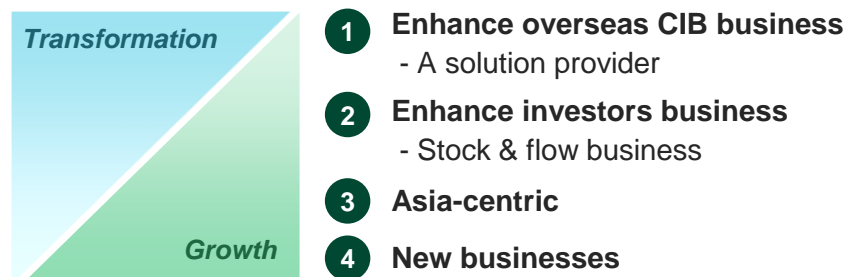 Transformation
Growth
1 Enhance overseas CIB business
- A solution provider
2 Enhance investors business
- Stock & flow business
3 Asia-centric
4 New businesses